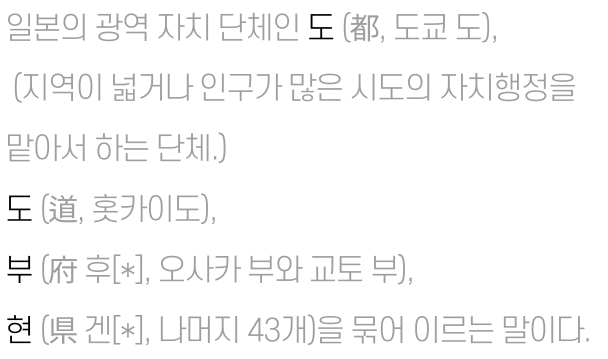 일본의 광역 자치 단체인 도 (都, 도쿄 도),
(지역이 넓거나 인구가 많은 시도의 자치행정을
맡아서 하는 단체.)
도 (道, 홋카이도),
부 (府 후[*], 오사카 부와 교토 부),
현 (県 겐[*], 나머지 43개)을 묶어 이르는 말이다.